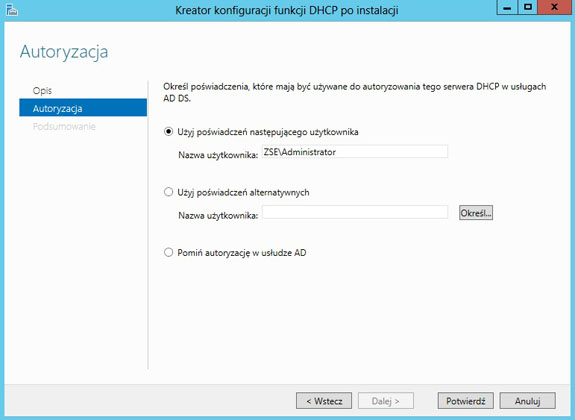 Kreator konfiguracji funkcji DHCP po instalacji
Autoryzacja
Opis
Autoryzacja
Podsumowanie
Określ poświadczenia, które mają być używane do autoryzowania tego serwera DHCP w usługach
AD DS.
Użyj poświadczeń następującego użytkownika
Nazwa użytkownika: ZSE\Administrator
Użyj poświadczeń alternatywnych
Nazwa użytkownika: Określ...
Pomiń autoryzację w usłudze AD
< Wstecz Dalej > Potwierdź Anuluj